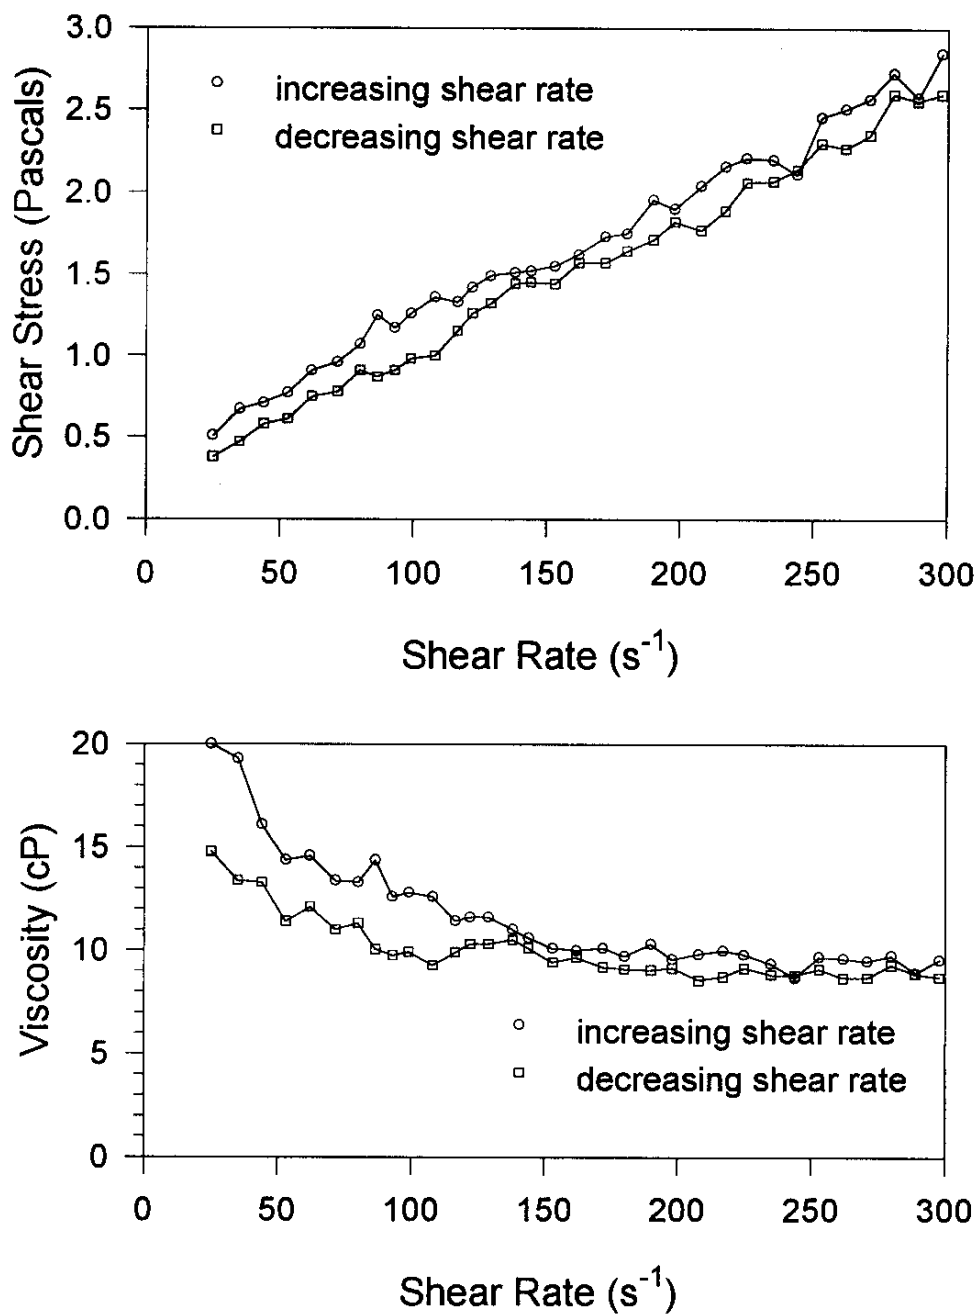 3.0
2.5
2.0
1.5
1.0
0.5
0.0
Shear Stress (Pascals)
increasing shear rate
decreasing shear rate
0 50 100 150 200 250 300
Shear Rate (s⁻¹)
20
15
10
5
0
Viscosity (cP)
increasing shear rate
decreasing shear rate
0 50 100 150 200 250 300
Shear Rate (s⁻¹)